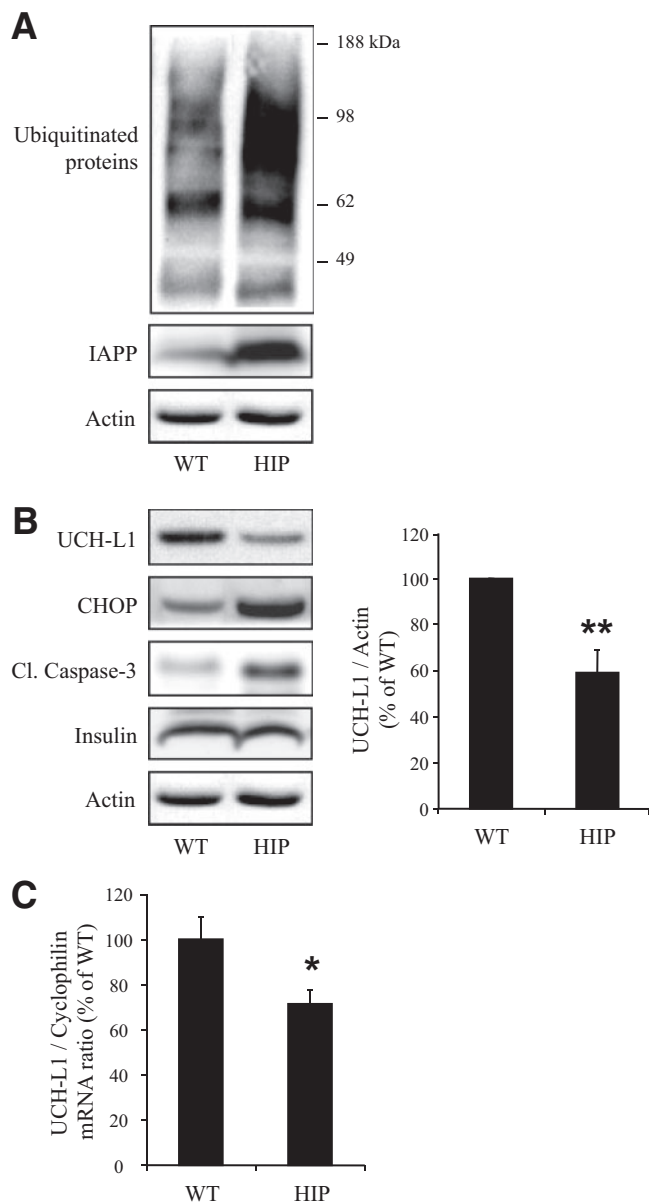 A
188 kDa
Ubiquitinated
proteins
98
62
49
IAPP
Actin
WT HIP
B
UCH-L1
CHOP
Cl. Caspase-3
Insulin
Actin
WT HIP
UCH-L1 / Actin
(% of WT)
120
100
80
60
40
20
0
**
WT HIP
C
UCH-L1 / Cyclophilin
mRNA ratio (% of WT)
120
100
80
60
40
20
0
*
WT HIP